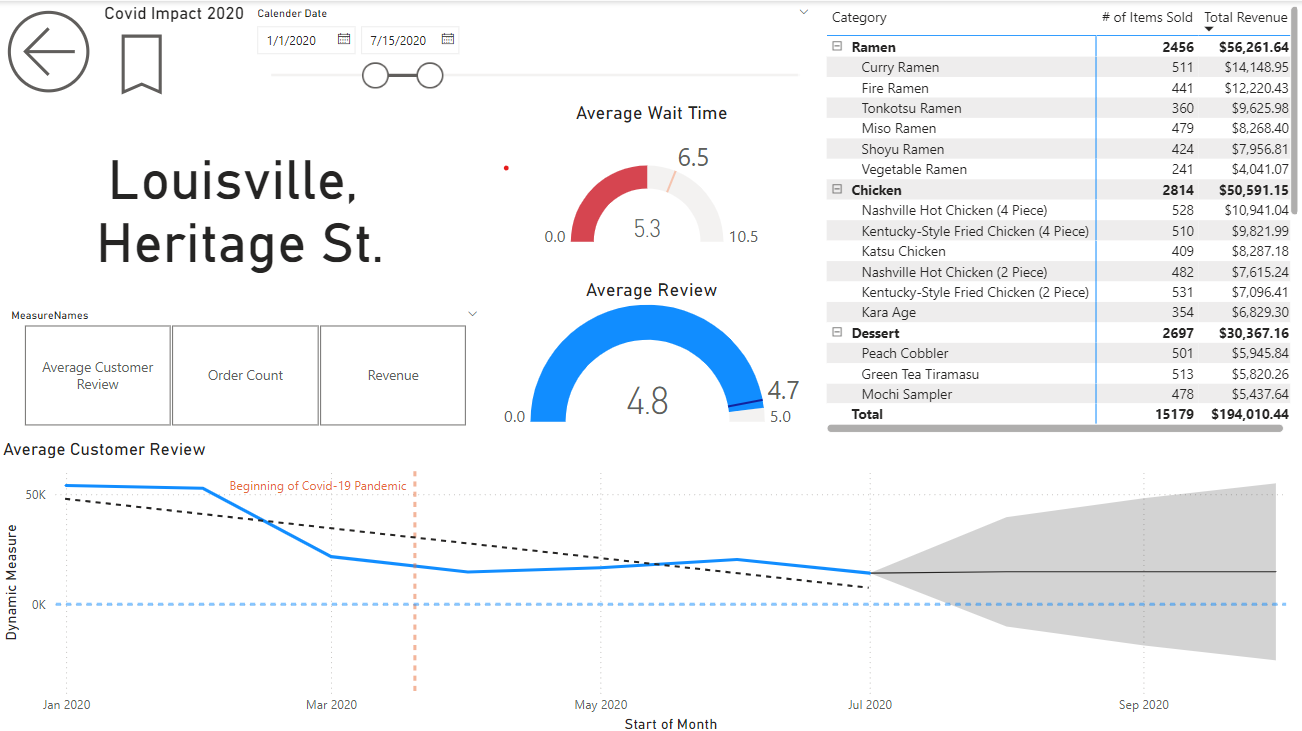 Covid Impact 2020
Calender Date
1/1/2020
7/15/2020
Louisville,
Heritage St.
Average Wait Time
6.5
5.3
0.0
10.5
Average Review
4.7
4.8
0.0
5.0
MeasureNames
Average Customer
Review
Order Count
Revenue
Category # of Items Sold Total Revenue
Ramen 2456 $56,261.64
Curry Ramen 511 $14,148.95
Fire Ramen 441 $12,220.43
Tonkotsu Ramen 360 $9,625.98
Miso Ramen 479 $8,268.40
Shoyu Ramen 424 $7,956.81
Vegetable Ramen 241 $4,041.07
Chicken 2814 $50,591.15
Nashville Hot Chicken (4 Piece) 528 $10,941.04
Kentucky-Style Fried Chicken (4 Piece) 510 $9,821.99
Katsu Chicken 409 $8,287.18
Nashville Hot Chicken (2 Piece) 482 $7,615.24
Kentucky-Style Fried Chicken (2 Piece) 531 $7,096.41
Kara Age 354 $6,829.30
Dessert 2697 $30,367.16
Peach Cobbler 501 $5,945.84
Green Tea Tiramasu 513 $5,820.26
Mochi Sampler 478 $5,437.64
Total 15179 $194,010.44
Average Customer Review
Beginning of Covid-19 Pandemic
50K
0K
Dynamic Measure
Jan 2020
Mar 2020
May 2020
Jul 2020
Sep 2020
Start of Month